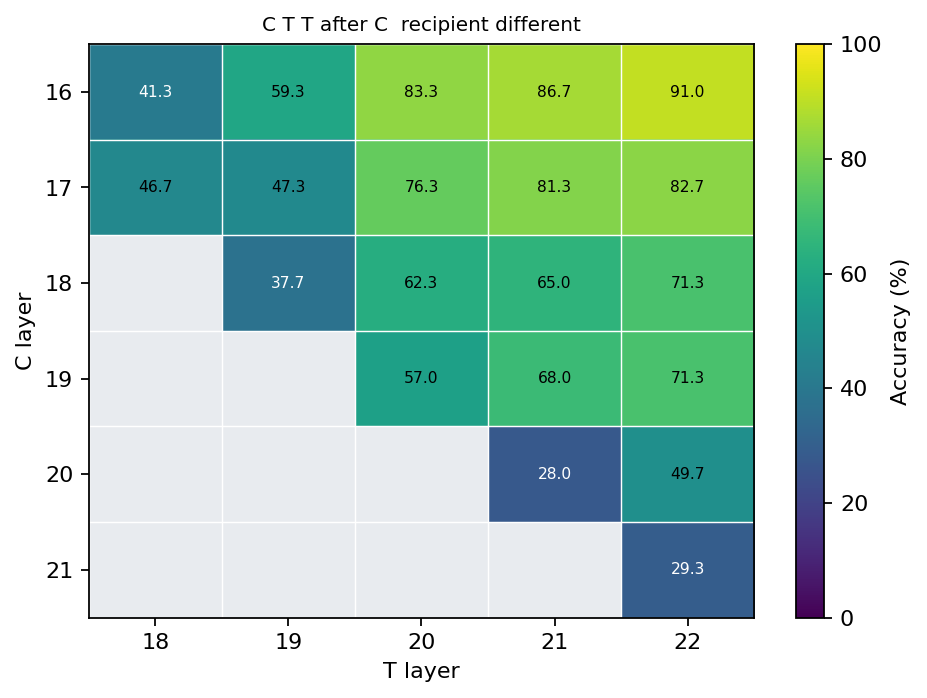 C T T after C  recipient different
C layer
16 41.3 59.3 83.3 86.7 91.0
17 46.7 47.3 76.3 81.3 82.7
18 37.7 62.3 65.0 71.3
19 57.0 68.0 71.3
20 28.0 49.7
21 29.3
18 19 20 21 22
T layer
100
80
60
40
20
0
Accuracy (%)